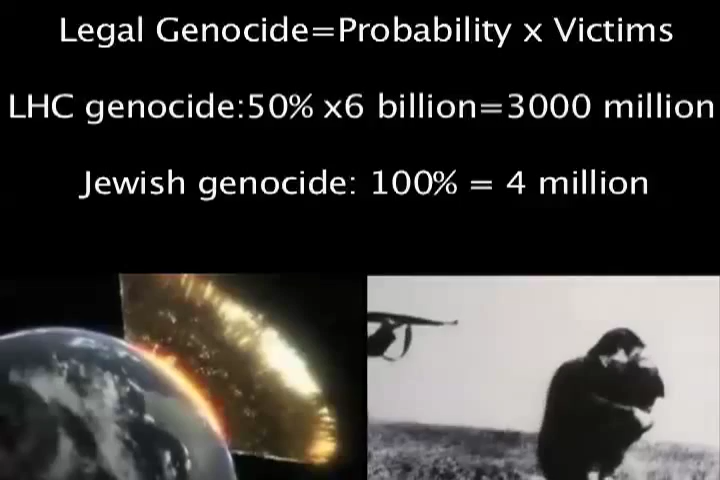 Legal Genocide=Probability x Victims
LHC genocide:50% x6 billion=3000 million
Jewish genocide: 100% = 4 million